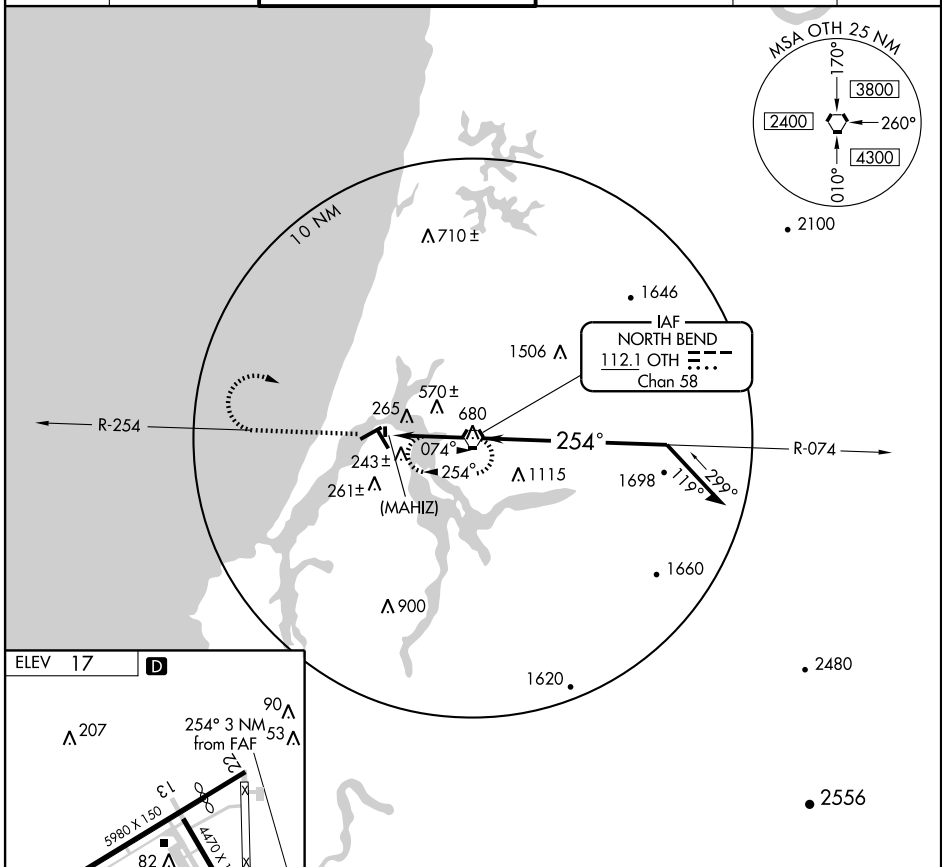 MSA OTH 25 NM
170°
3800
2400
260°
4300
010°
2100
10 NM
710 ±
1646
IAF
NORTH BEND
112.1 OTH
Chan 58
1506
570±
265
680
R-254
254°
R-074
074°
243±
254°
1115
299°
119°
1698
261±
(MAHIZ)
1660
900
ELEV 17
D
2480
1620
90
207
254° 3 NM
from FAF
53
22
13
5980 X 150
X
2556
4470 X 1
82
X